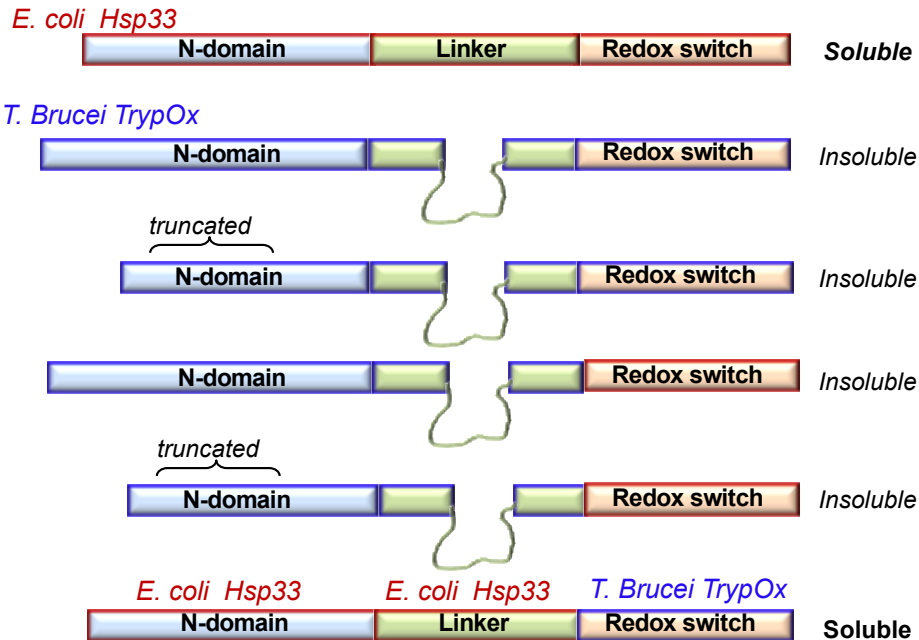 E. coli Hsp33
N-domain Linker Redox switch Soluble
T. Brucei TrypOx
N-domain Redox switch Insoluble
truncated
N-domain Redox switch Insoluble
N-domain Redox switch Insoluble
truncated
N-domain Redox switch Insoluble
E. coli Hsp33 E. coli Hsp33 T. Brucei TrypOx
N-domain Linker Redox switch Soluble